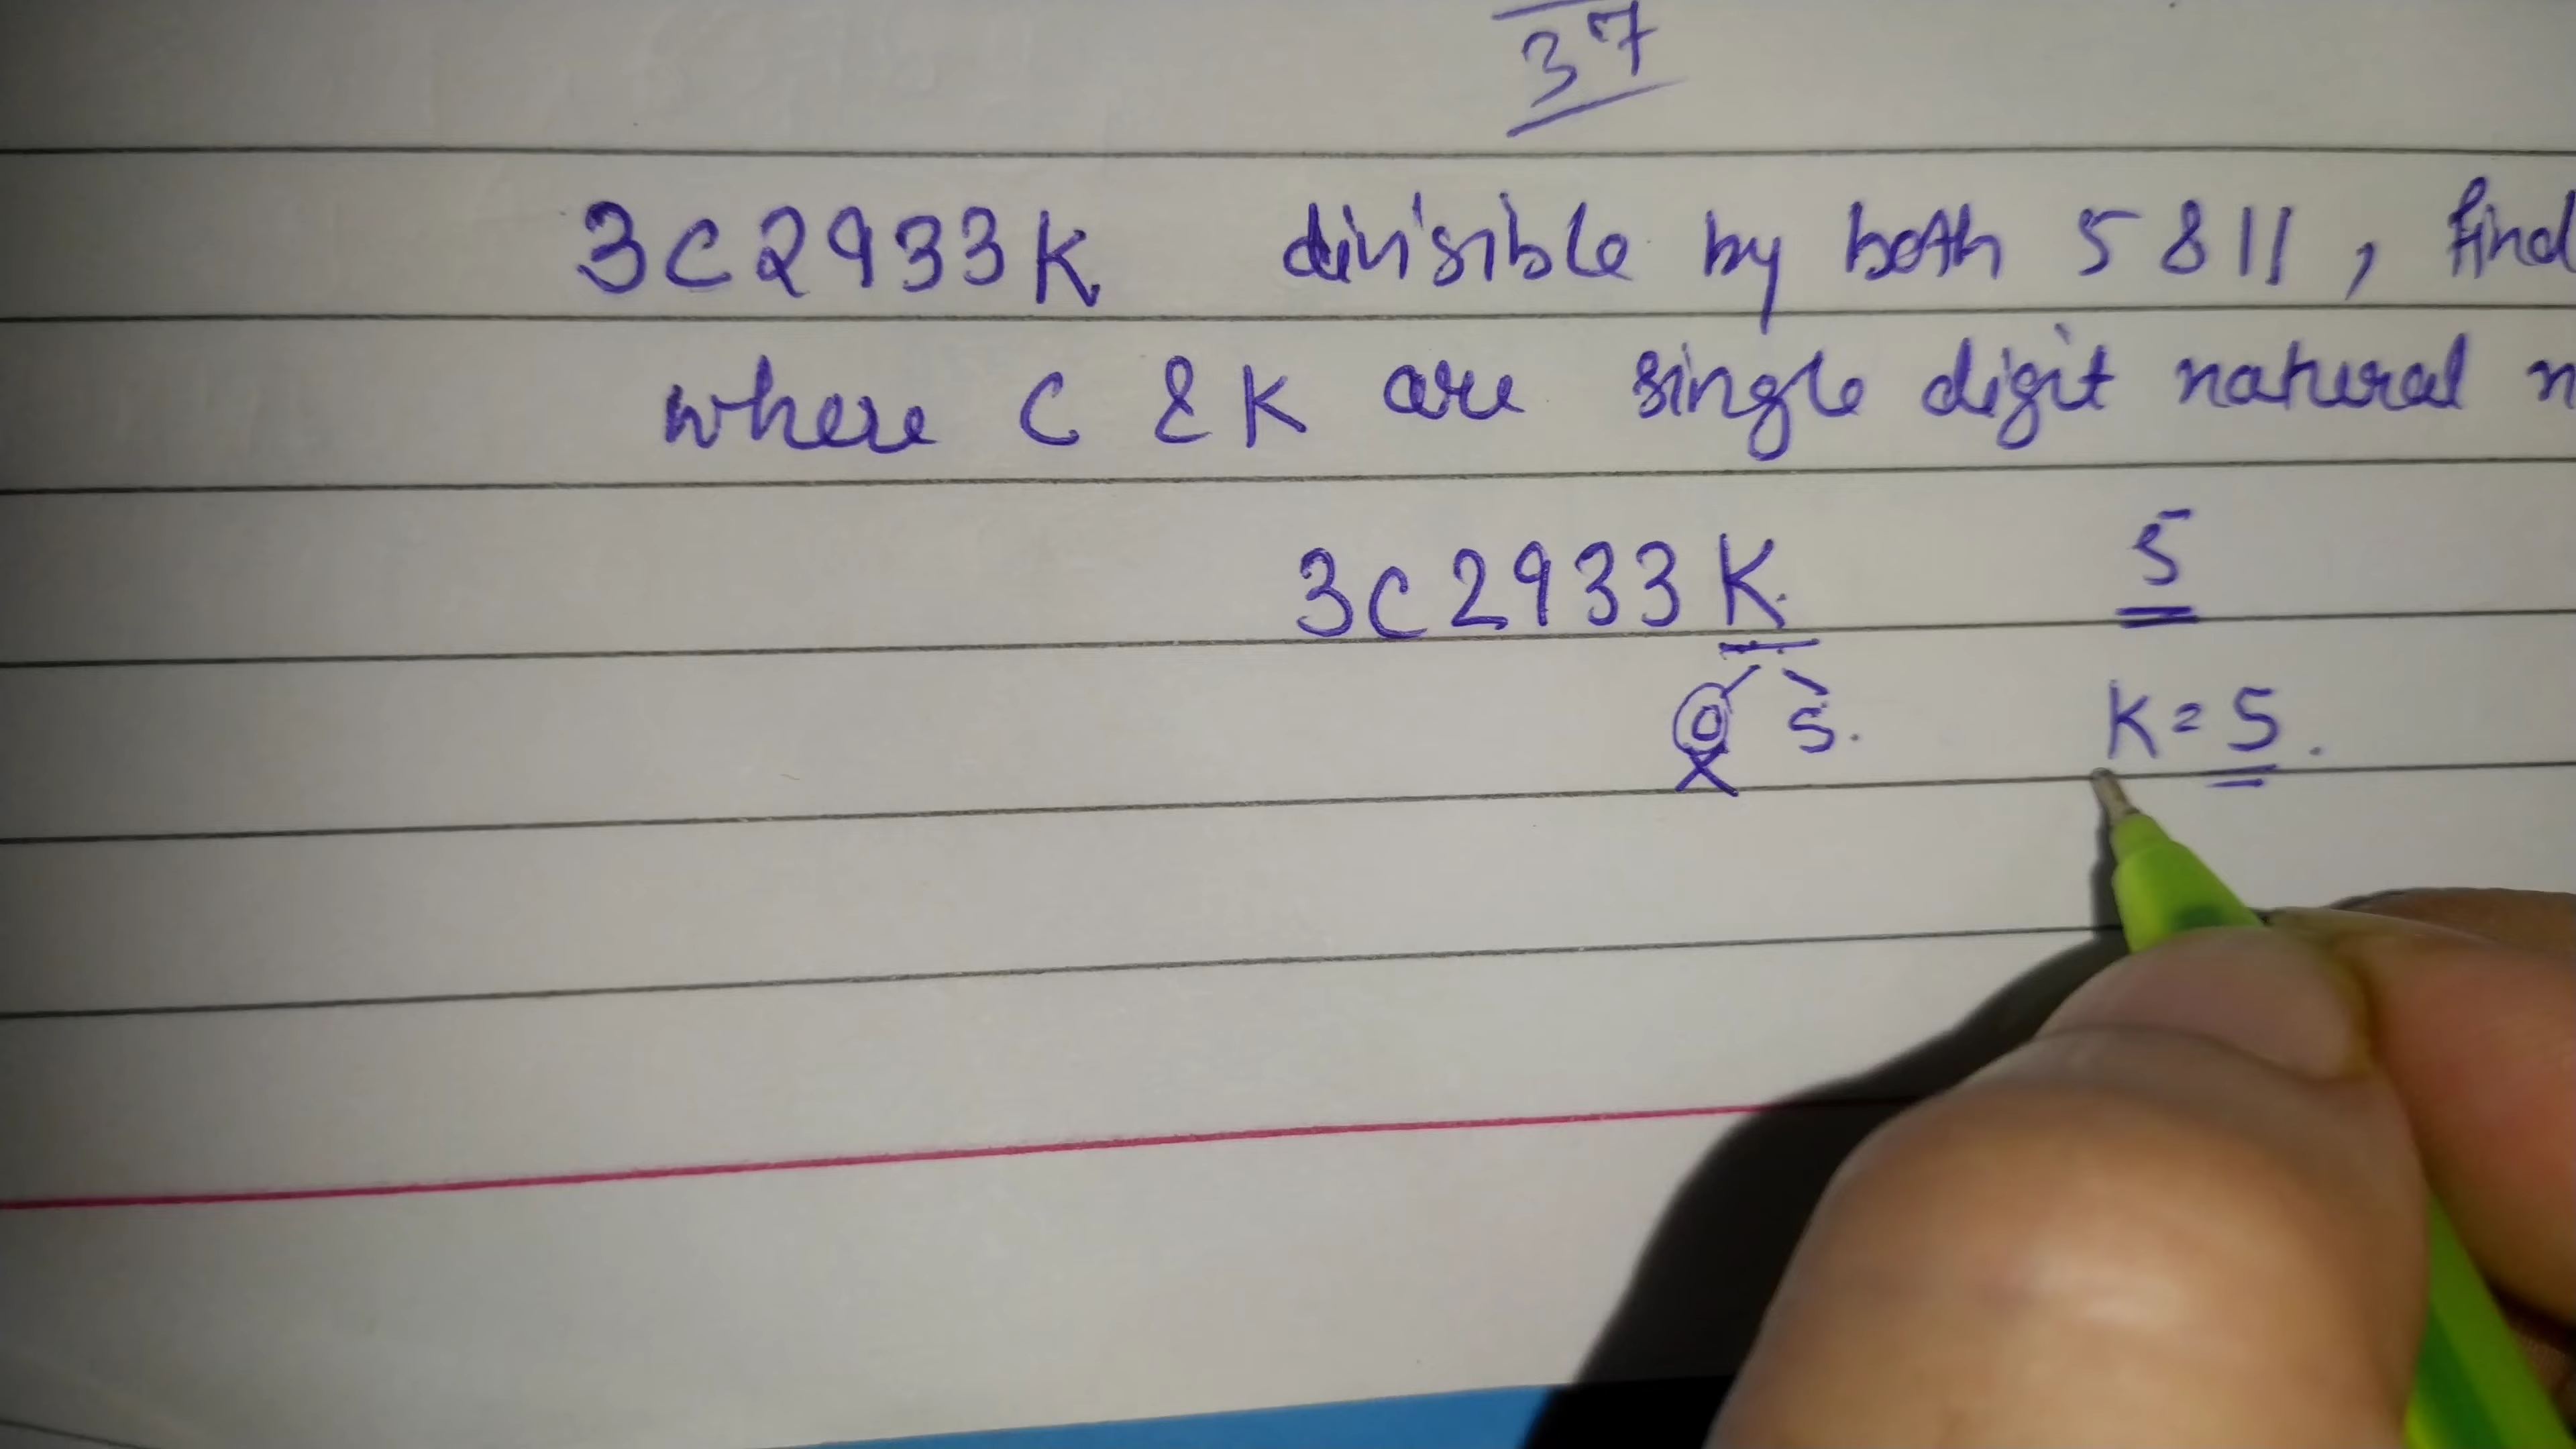 37
3C2933K divisible by both 5 & 11, find
where C & K are single digit natural n
3C2933K. 5
0 5. K = 5.
X